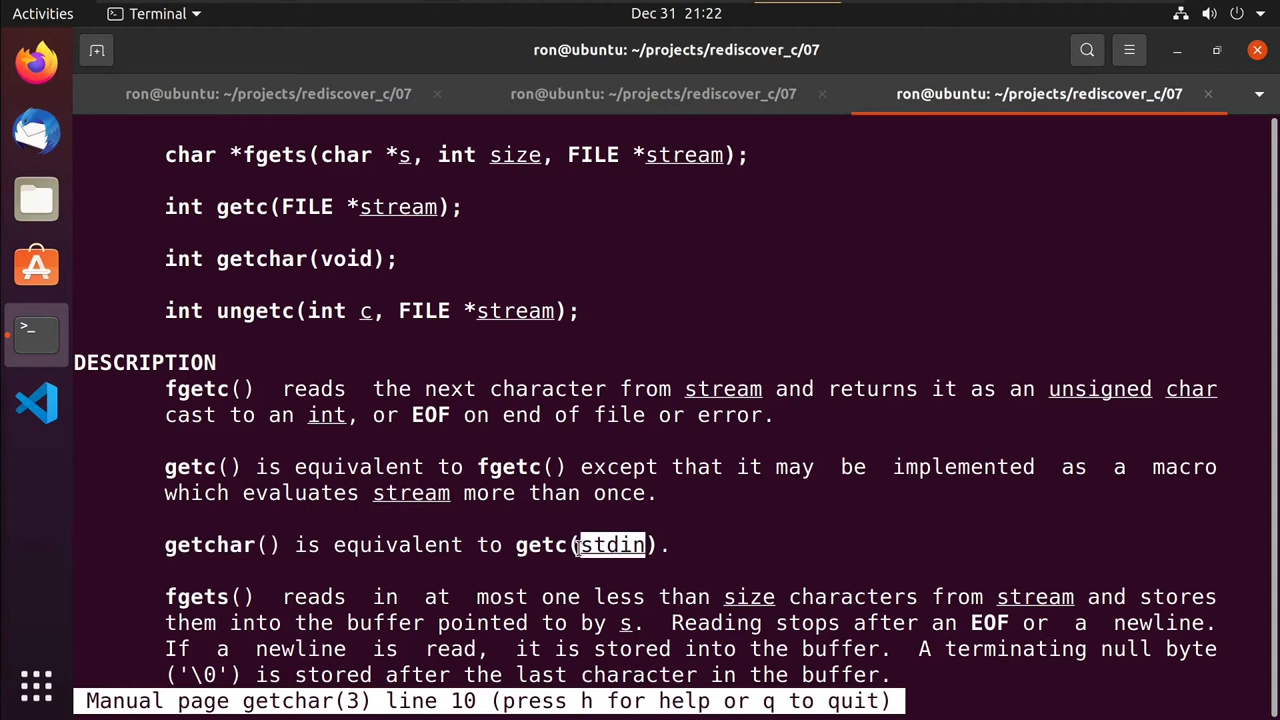 Activities
Terminal
Dec 31 21:22
ron@ubuntu: ~/projects/rediscover_c/07
ron@ubuntu: ~/projects/rediscover_c/07
ron@ubuntu: ~/projects/rediscover_c/07
ron@ubuntu: ~/projects/rediscover_c/07
char *fgets(char *s, int size, FILE *stream);
int getc(FILE *stream);
int getchar(void);
int ungetc(int c, FILE *stream);
DESCRIPTION
fgetc() reads the next character from stream and returns it as an unsigned char
cast to an int, or EOF on end of file or error.
getc() is equivalent to fgetc() except that it may be implemented as a macro
which evaluates stream more than once.
getchar() is equivalent to getc(stdin).
fgets() reads in at most one less than size characters from stream and stores
them into the buffer pointed to by s. Reading stops after an EOF or a newline.
If a newline is read, it is stored into the buffer. A terminating null byte
('\0') is stored after the last character in the buffer.
Manual page getchar(3) line 10 (press h for help or q to quit)